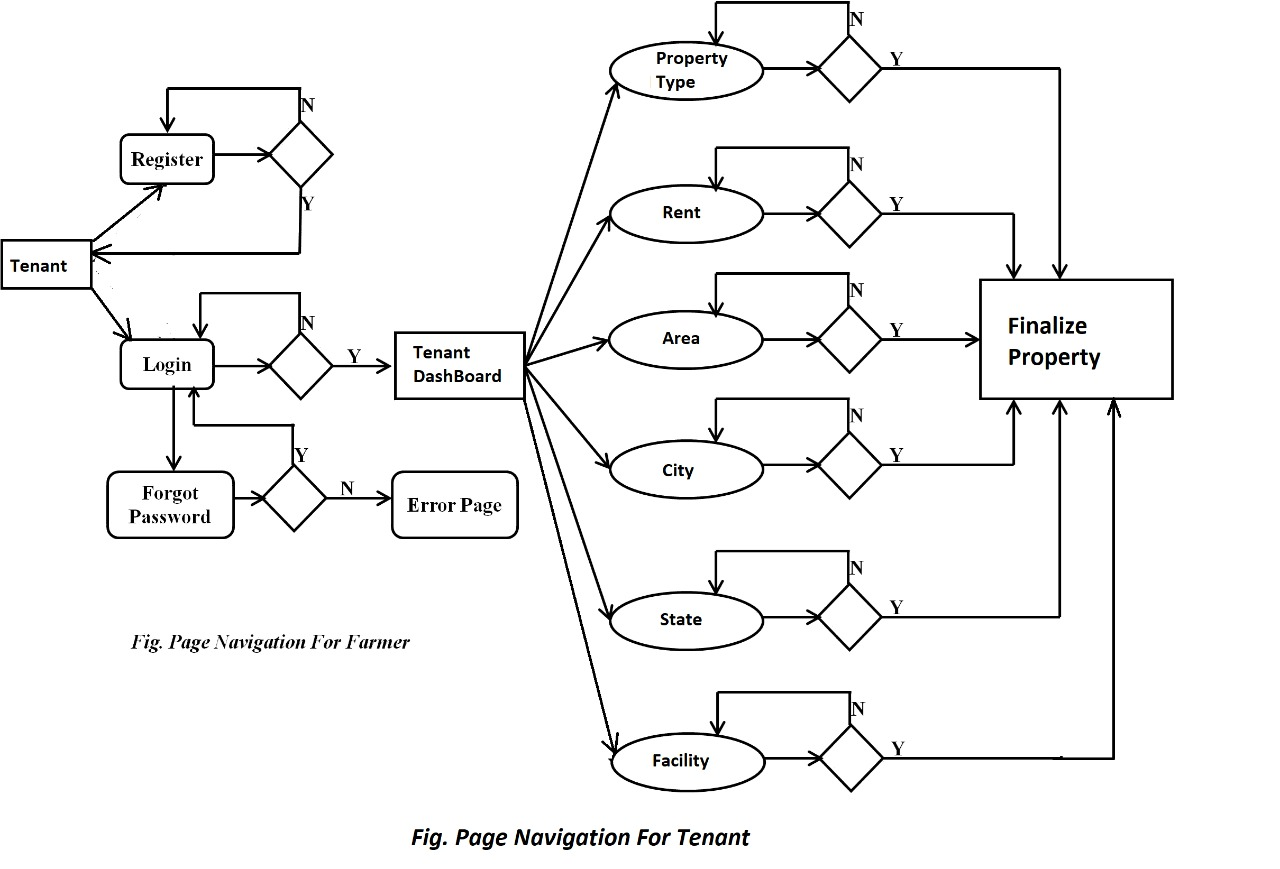 N
Register
Y
Tenant
N
Login
Y
Tenant
DashBoard
Y
Forgot
Password
N
Error Page
Fig. Page Navigation For Farmer
N
Property
Type
Y
N
Rent
Y
N
Area
Y
N
City
Y
N
State
Y
N
Facility
Y
Finalize
Property
Fig. Page Navigation For Tenant